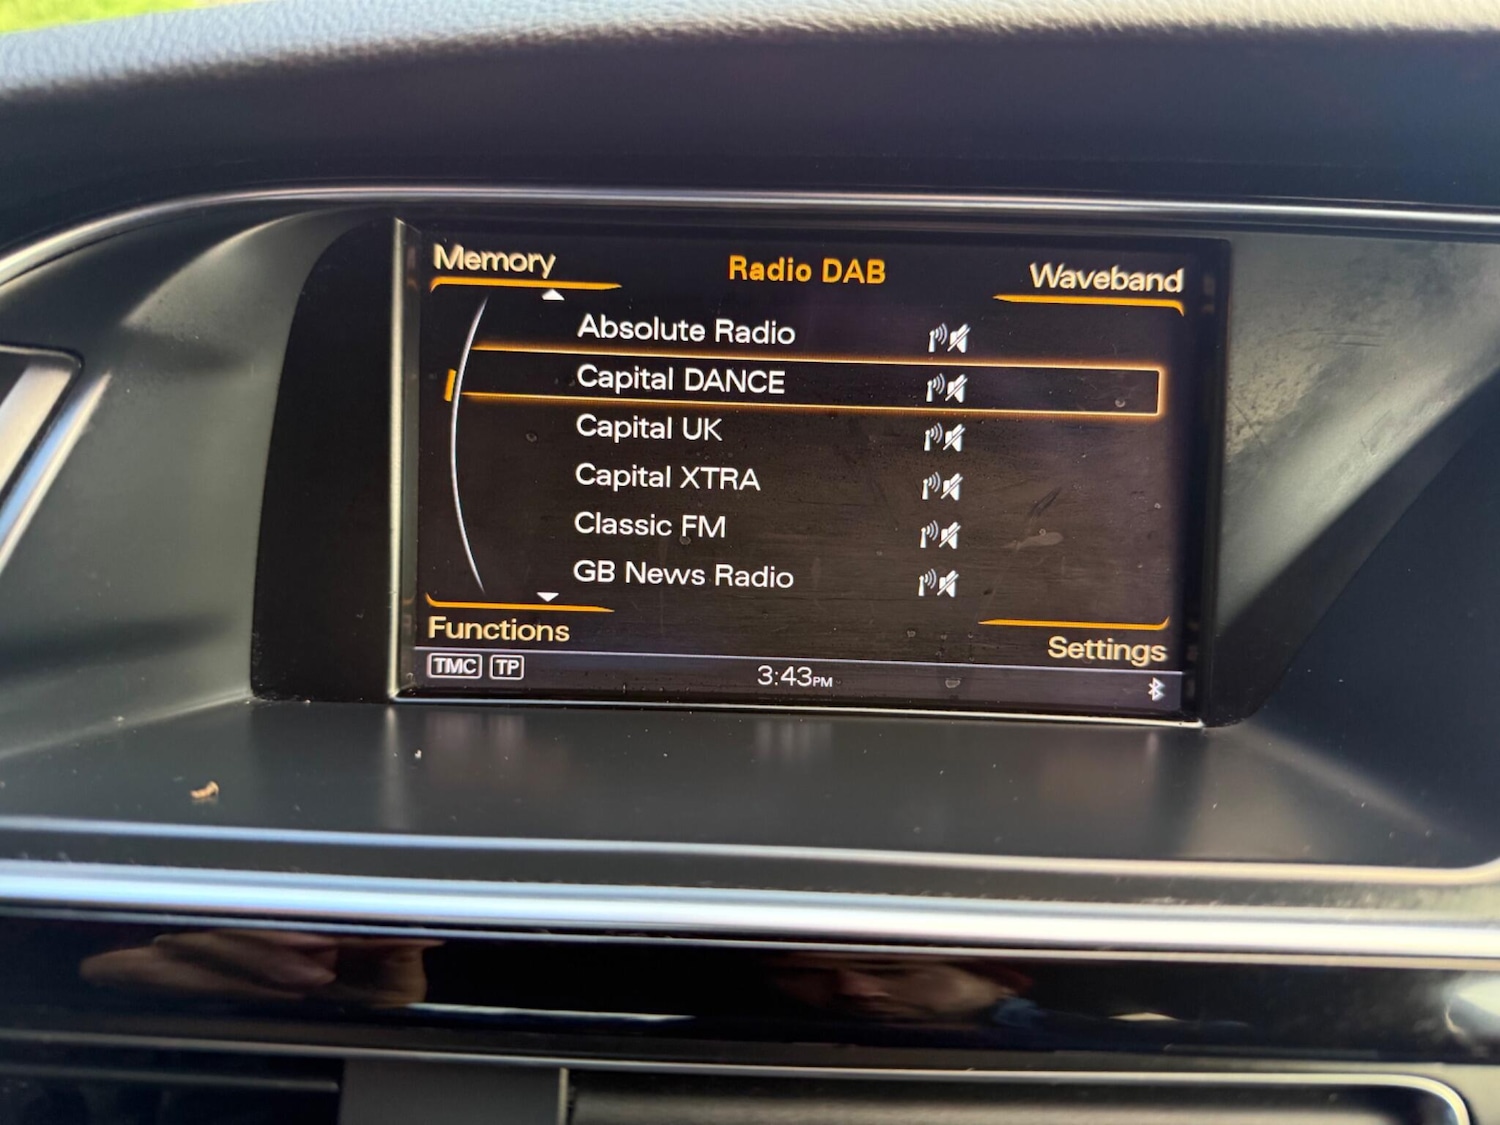 Memory
Radio DAB
Waveband
Absolute Radio
Capital DANCE
Capital UK
Capital XTRA
Classic FM
GB News Radio
Functions
Settings
TMC TP
3:43PM